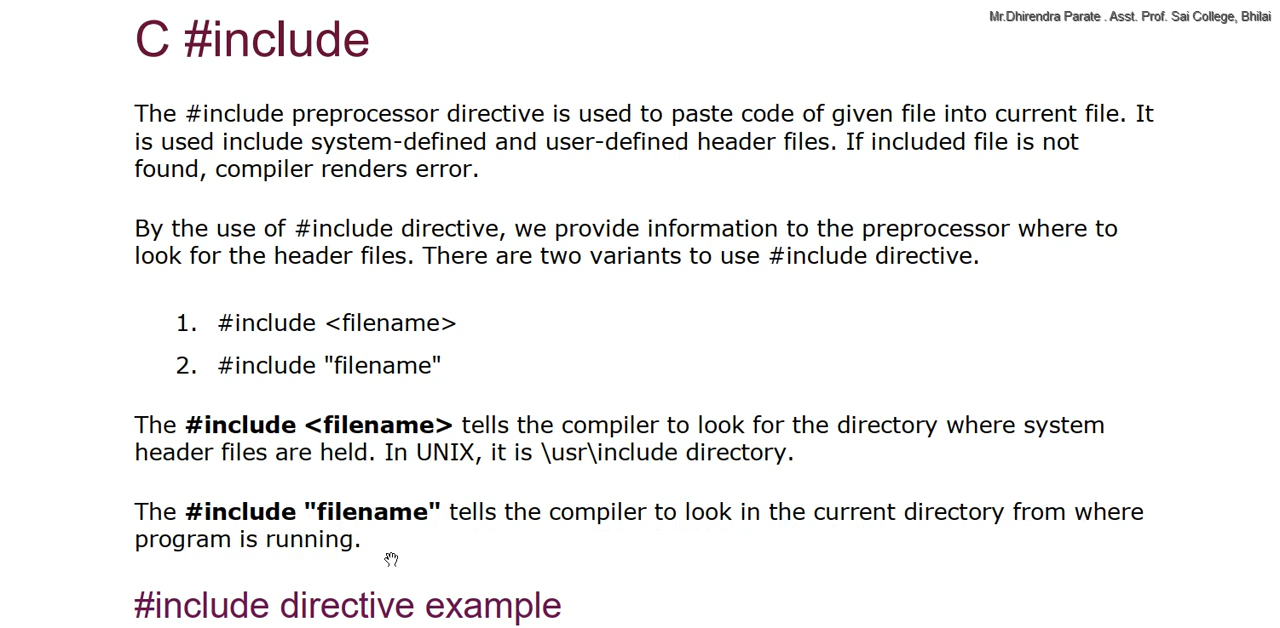 Mr.Dhirendra Parate . Asst. Prof. Sai College, Bhilai
C #include
The #include preprocessor directive is used to paste code of given file into current file. It
is used include system-defined and user-defined header files. If included file is not
found, compiler renders error.
By the use of #include directive, we provide information to the preprocessor where to
look for the header files. There are two variants to use #include directive.
1. #include <filename>
2. #include "filename"
The #include <filename> tells the compiler to look for the directory where system
header files are held. In UNIX, it is \usr\include directory.
The #include "filename" tells the compiler to look in the current directory from where
program is running.
#include directive example